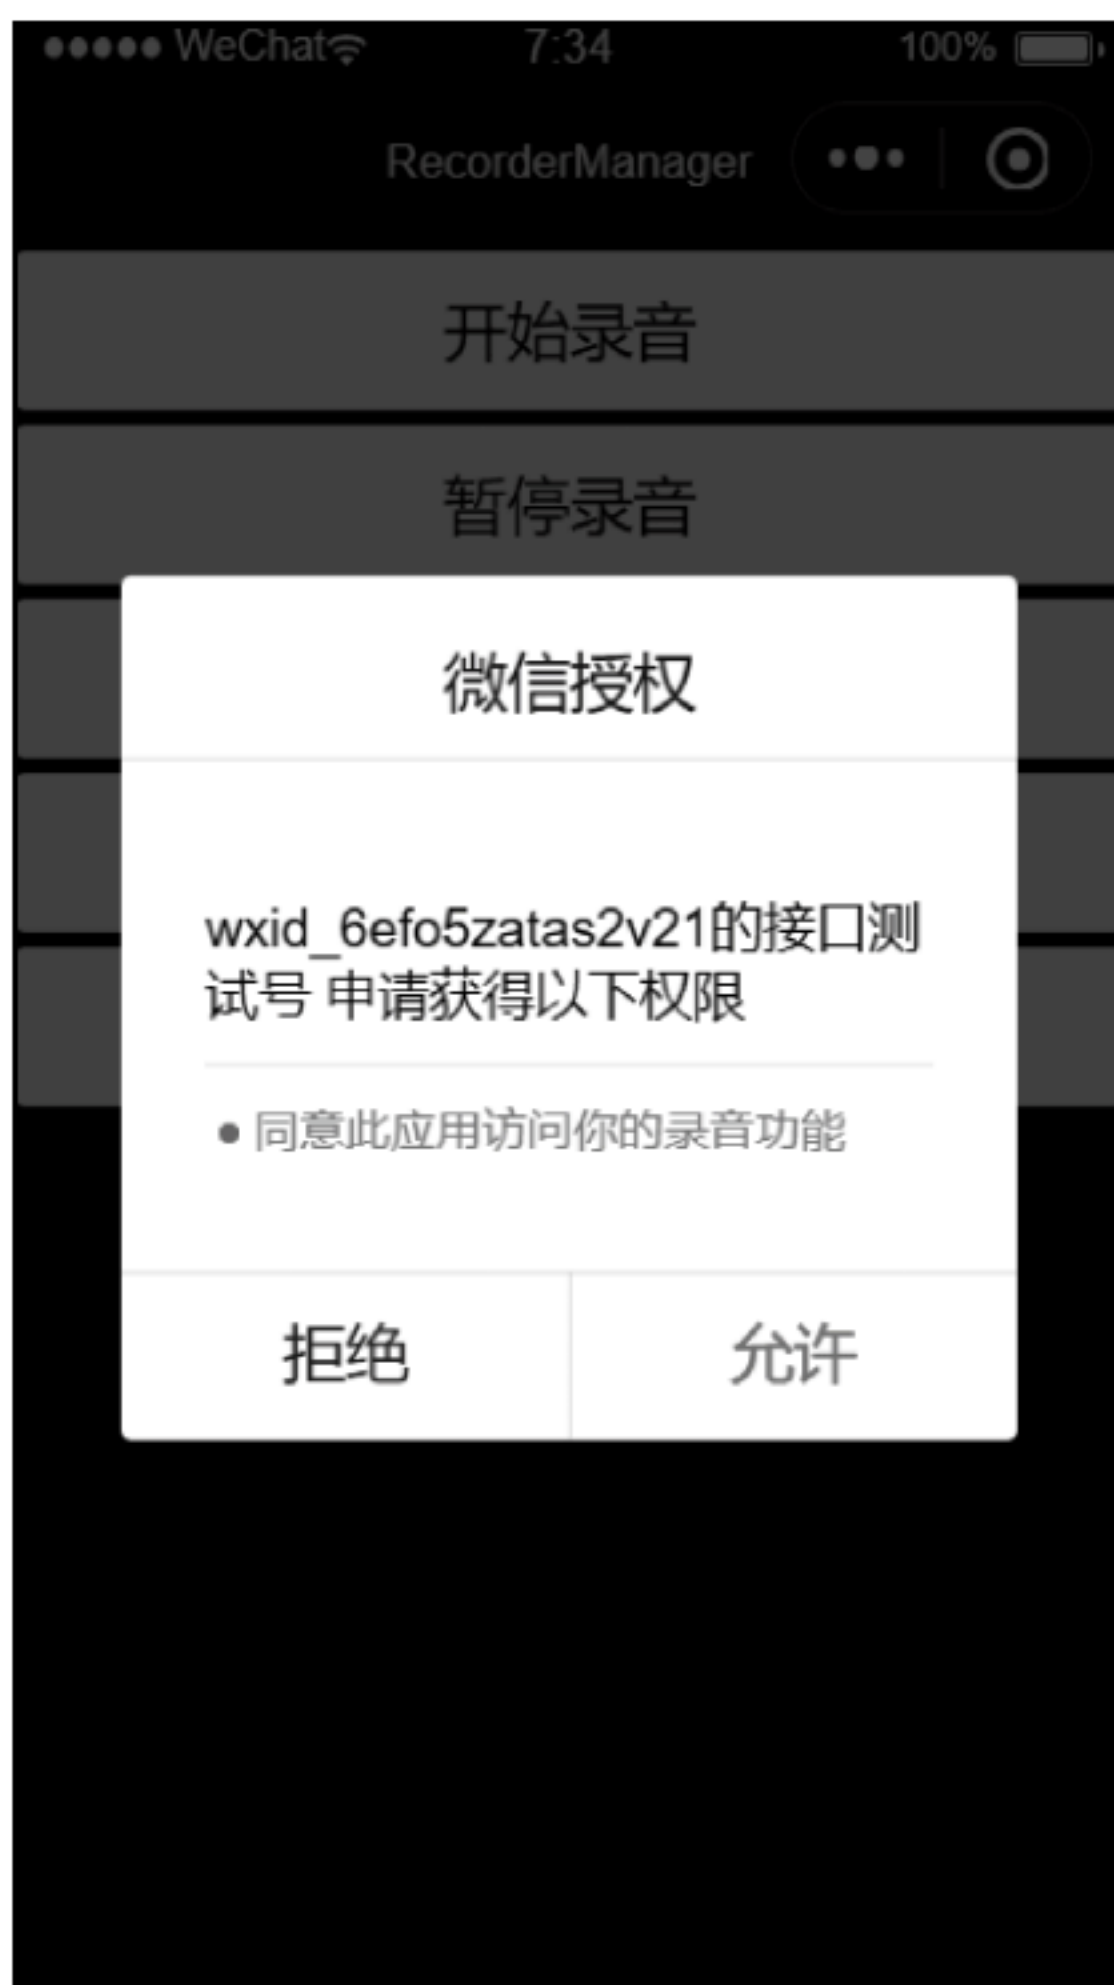 WeChat 7:34 100%
RecorderManager
开始录音
暂停录音
微信授权
wxid_6efo5zatas2v21的接口测
试号 申请获得以下权限
同意此应用访问你的录音功能
拒绝 允许